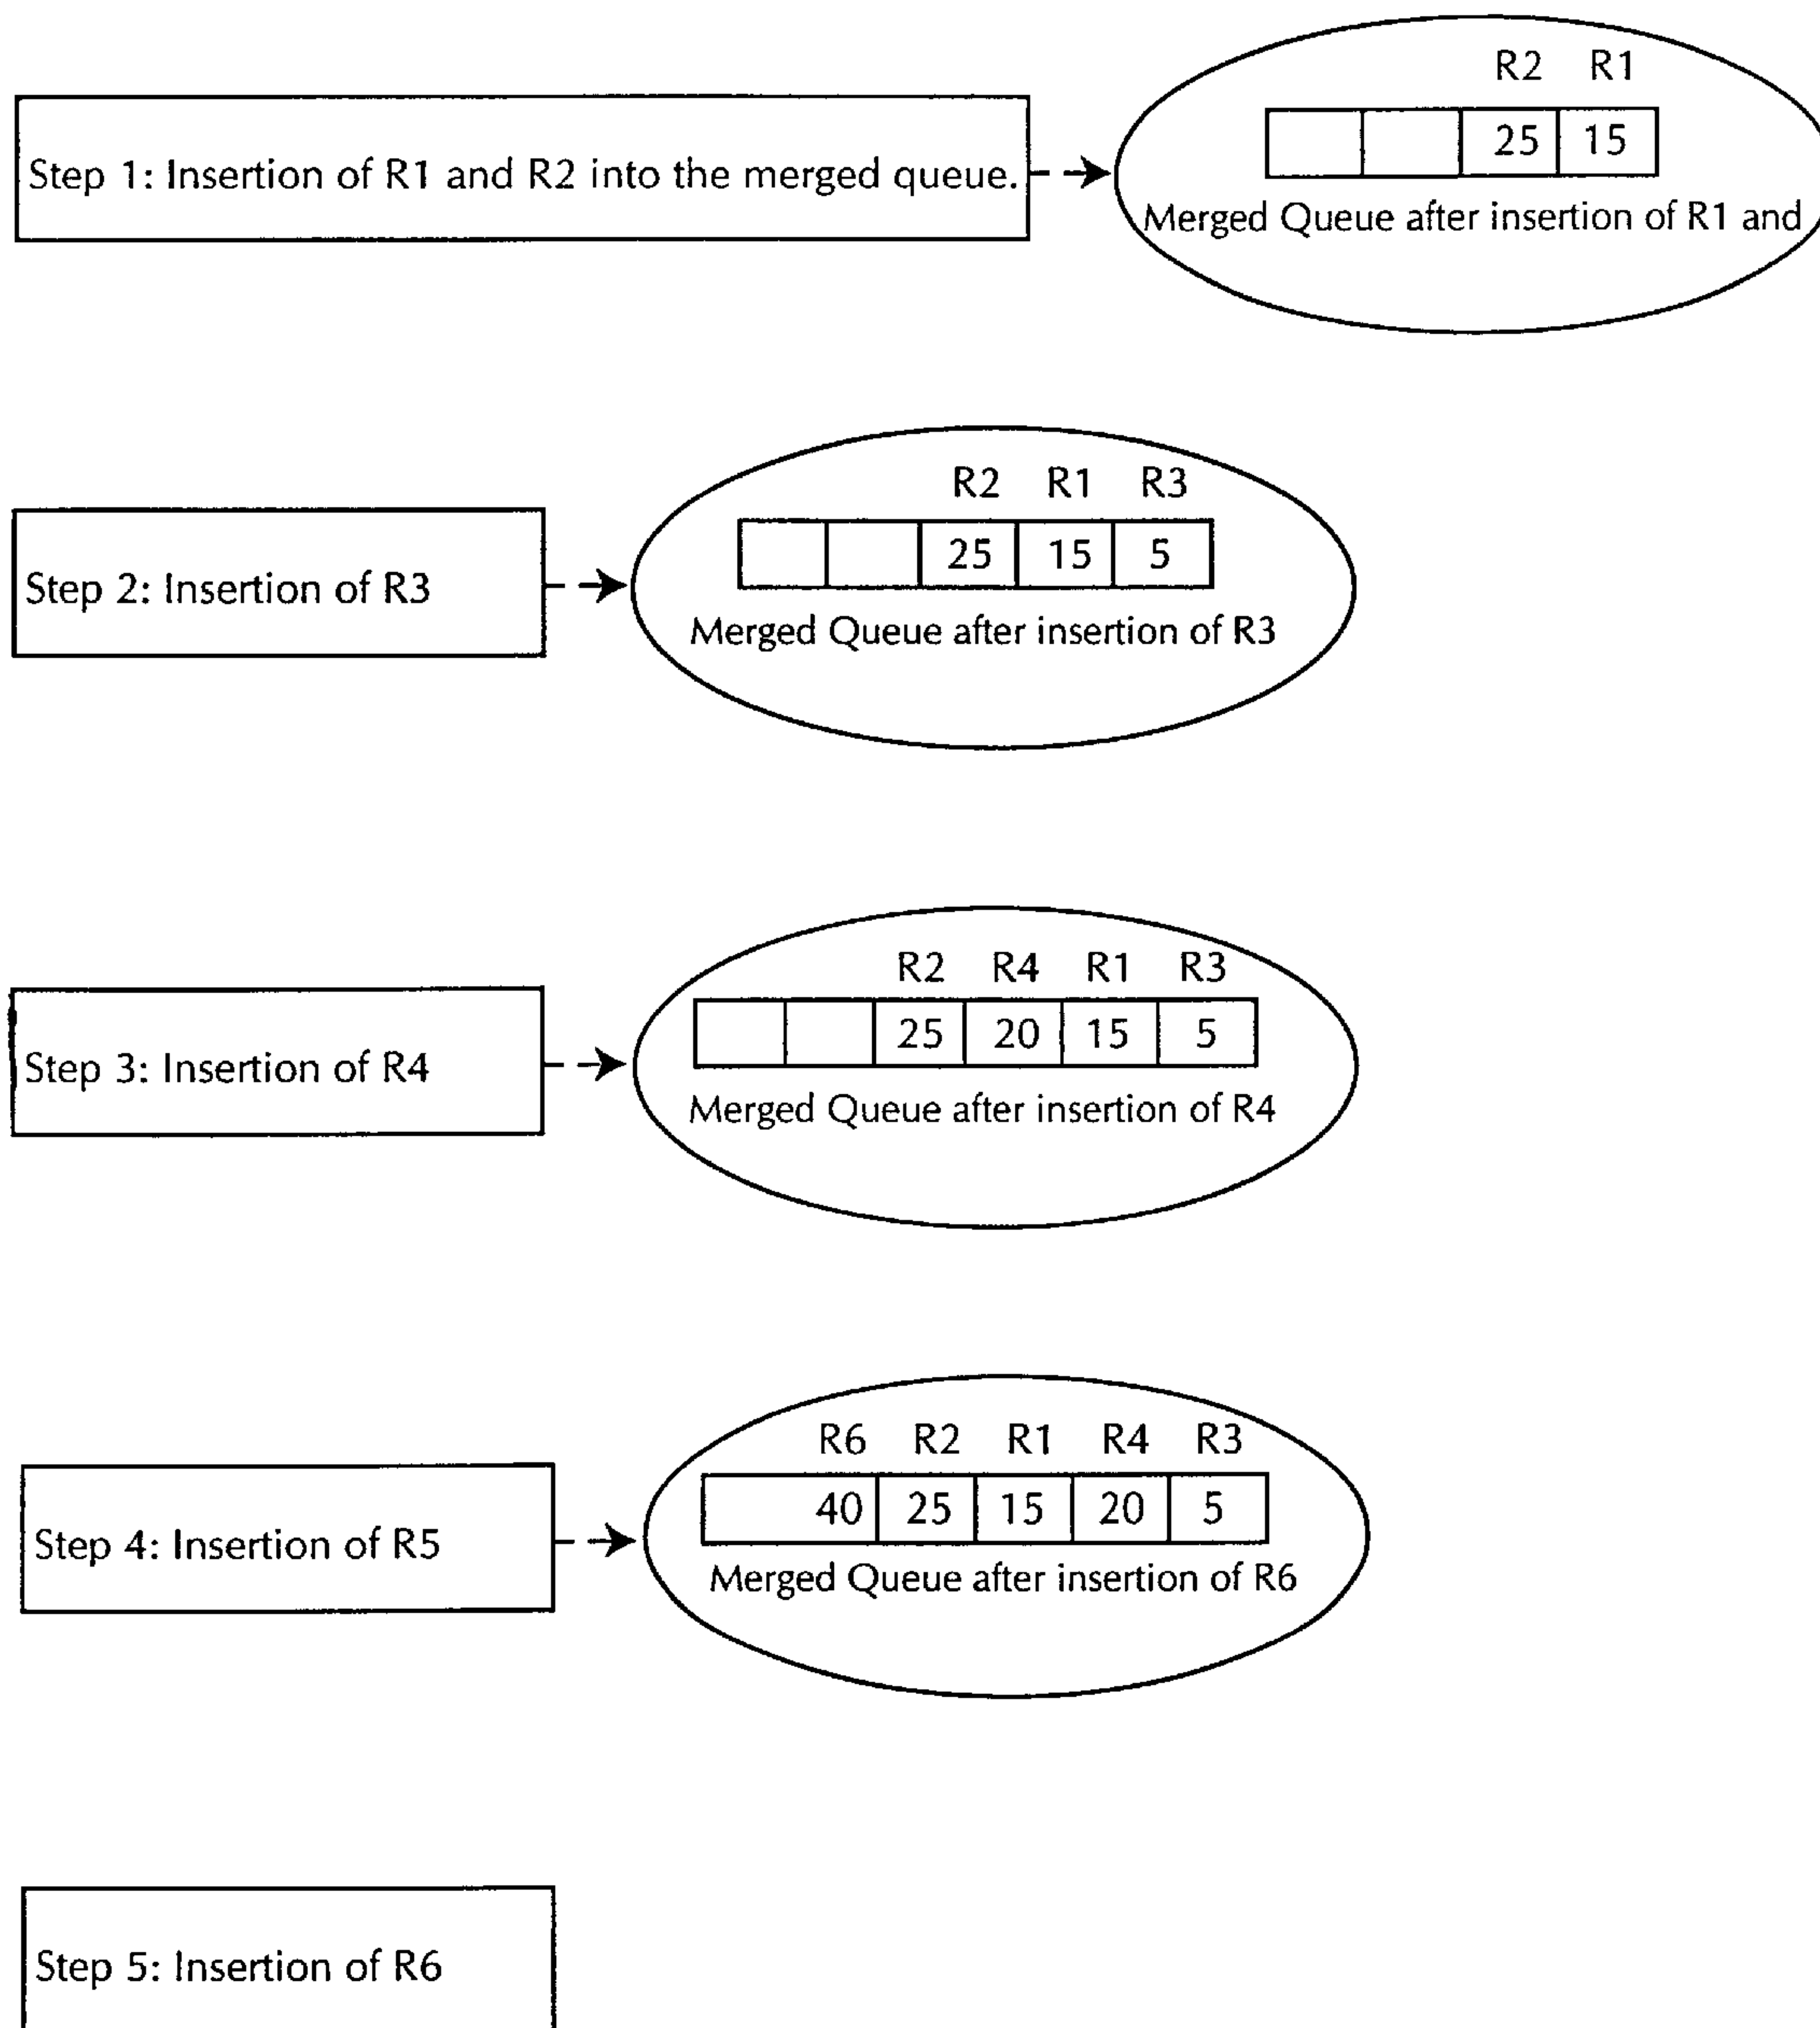 R2 R1
25 15
Step 1: Insertion of R1 and R2 into the merged queue.
Merged Queue after insertion of R1 and
R2 R1 R3
25 15 5
Step 2: Insertion of R3
Merged Queue after insertion of R3
R2 R4 R1 R3
25 20 15 5
Step 3: Insertion of R4
Merged Queue after insertion of R4
R6 R2 R1 R4 R3
40 25 15 20 5
Step 4: Insertion of R5
Merged Queue after insertion of R6
Step 5: Insertion of R6